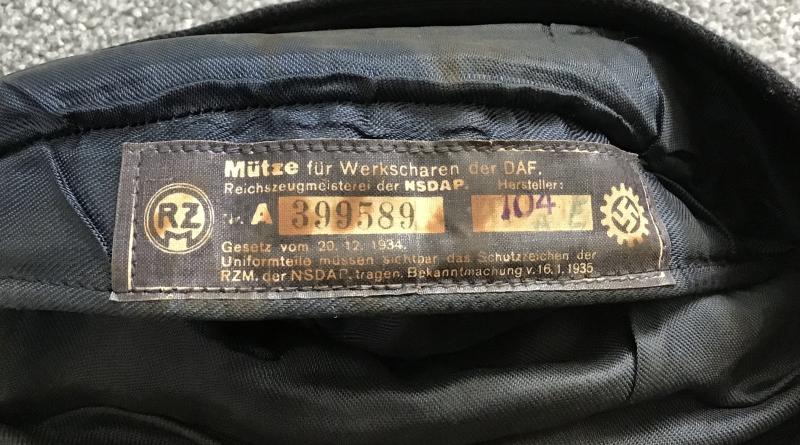 Mütze für Werkscharen der DAF.
Reichszeugmeisterei der NSDAP. Hersteller:
A 399589 104
Gesetz vom 20.12.1934.
Uniformteile müssen sichtbar das Schutzzeichen der
RZM. der NSDAP. tragen. Bekanntmachung v. 16.1.1935
RZM